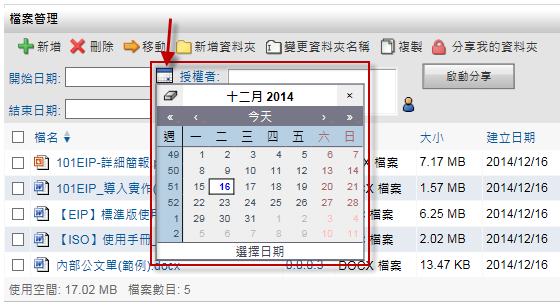 檔案管理
新增 刪除 移動 新增資料夾 變更資料夾名稱 複製 分享我的資料夾
開始日期: 授權者: 啟動分享
結束日期:
十二月 2014 ×
« ‹ 今天 › »
週 一 二 三 四 五 六 日
49 1 2 3 4 5 6 7
50 8 9 10 11 12 13 14
51 15 16 17 18 19 20 21
52 22 23 24 25 26 27 28
1 29 30 31 1 2 3 4
2 5 6 7 8 9 10 11
選擇日期
檔名 大小 建立日期
101EIP-詳細簡報.p 檔案 7.17 MB 2014/12/16
101EIP_導入實作( X 檔案 1.57 MB 2014/12/16
【EIP】標準版使用 檔案 6.25 MB 2014/12/16
【ISO】使用手冊 檔案 2.02 MB 2014/12/16
內部公文單(範例).docx DOCX 檔案 13.47 KB 2014/12/16
使用空間: 17.02 MB 檔案數目: 5